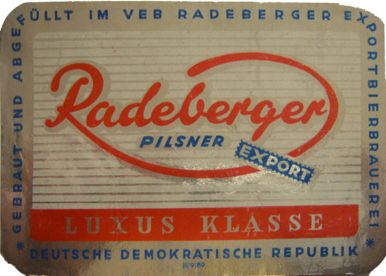 GEBRAUT UND ABGEFÜLLT IM VEB RADEBERGER EXPORTBIERBRAUEREI
Radeberger
PILSNER
EXPORT
LUXUS KLASSE
* DEUTSCHE DEMOKRATISCHE REPUBLIK *